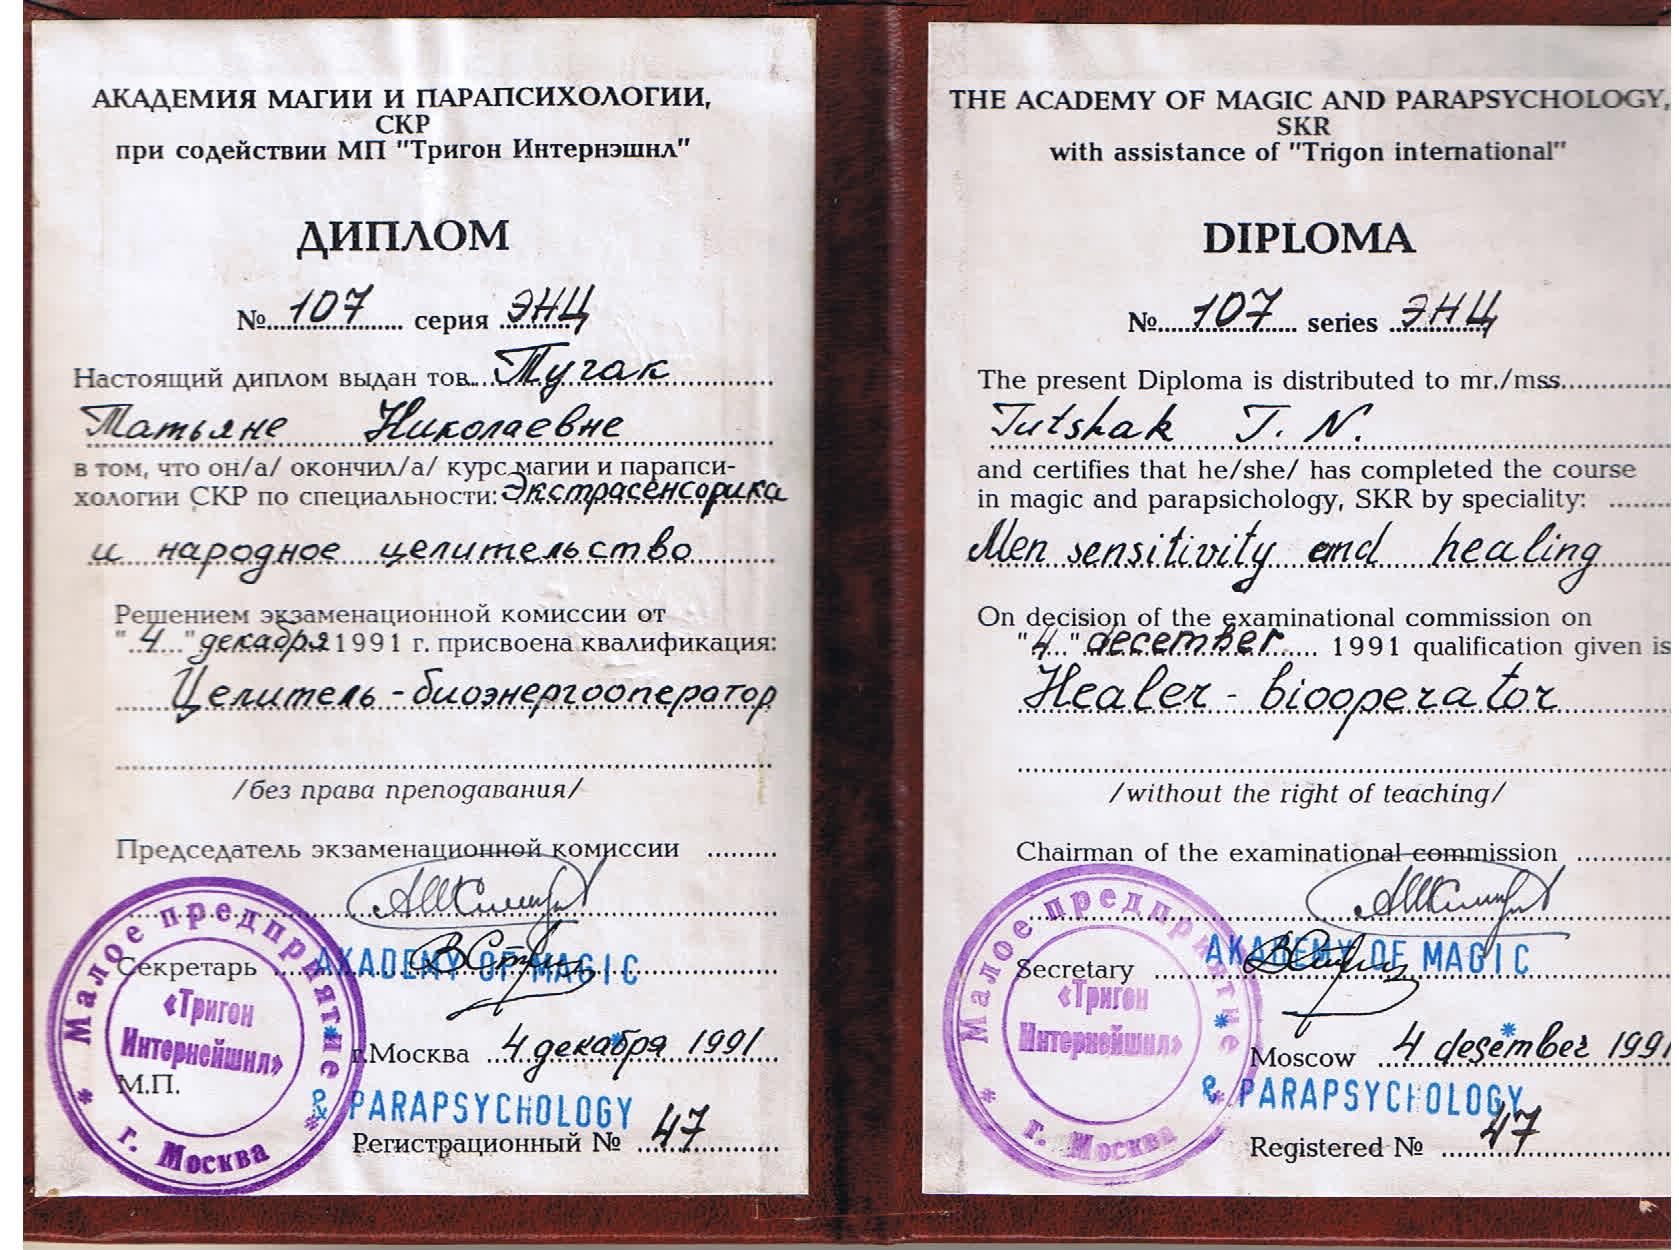 АКАДЕМИЯ МАГИИ И ПАРАПСИХОЛОГИИ,
СКР
при содействии МП "Тригон Интернэшнл"
ДИПЛОМ
№ 107 серия ЭНЦ
Настоящий диплом выдан тов. Тучак
Татьяне Николаевне
в том, что он/а/ окончил/а/ курс магии и парапси-
хологии СКР по специальности: Экстрасенсорика
и народное целительство
Решением экзаменационной комиссии от
"4" декабря 1991 г. присвоена квалификация:
Целитель-биоэнергооператор
/без права преподавания/
Председатель экзаменационной комиссии
Секретарь
AKADEMY OF MAGIC
г.Москва 4 декабря 1991
М.П.
& PARAPSYCHOLOGY
Регистрационный № 47
Малое предприятие
«Тригон
Интернейшнл»
г. Москва
THE ACADEMY OF MAGIC AND PARAPSYCHOLOGY,
SKR
with assistance of "Trigon international"
DIPLOMA
№ 107 series ЭНЦ
The present Diploma is distributed to mr./mss
Tutshak T. N.
and certifies that he/she/ has completed the course
in magic and parapsichology, SKR by speciality:
Men sensitivity and healing
On decision of the examinational commission on
"4" december 1991 qualification given is
Healer - biooperator
/without the right of teaching/
Chairman of the examinational commission
AKADEMY OF MAGIC
Secretary
Moscow 4 desember 1991
& PARAPSYCHOLOGY
Registered № 47
Малое предприятие
«Тригон
Интернейшнл»
г. Москва